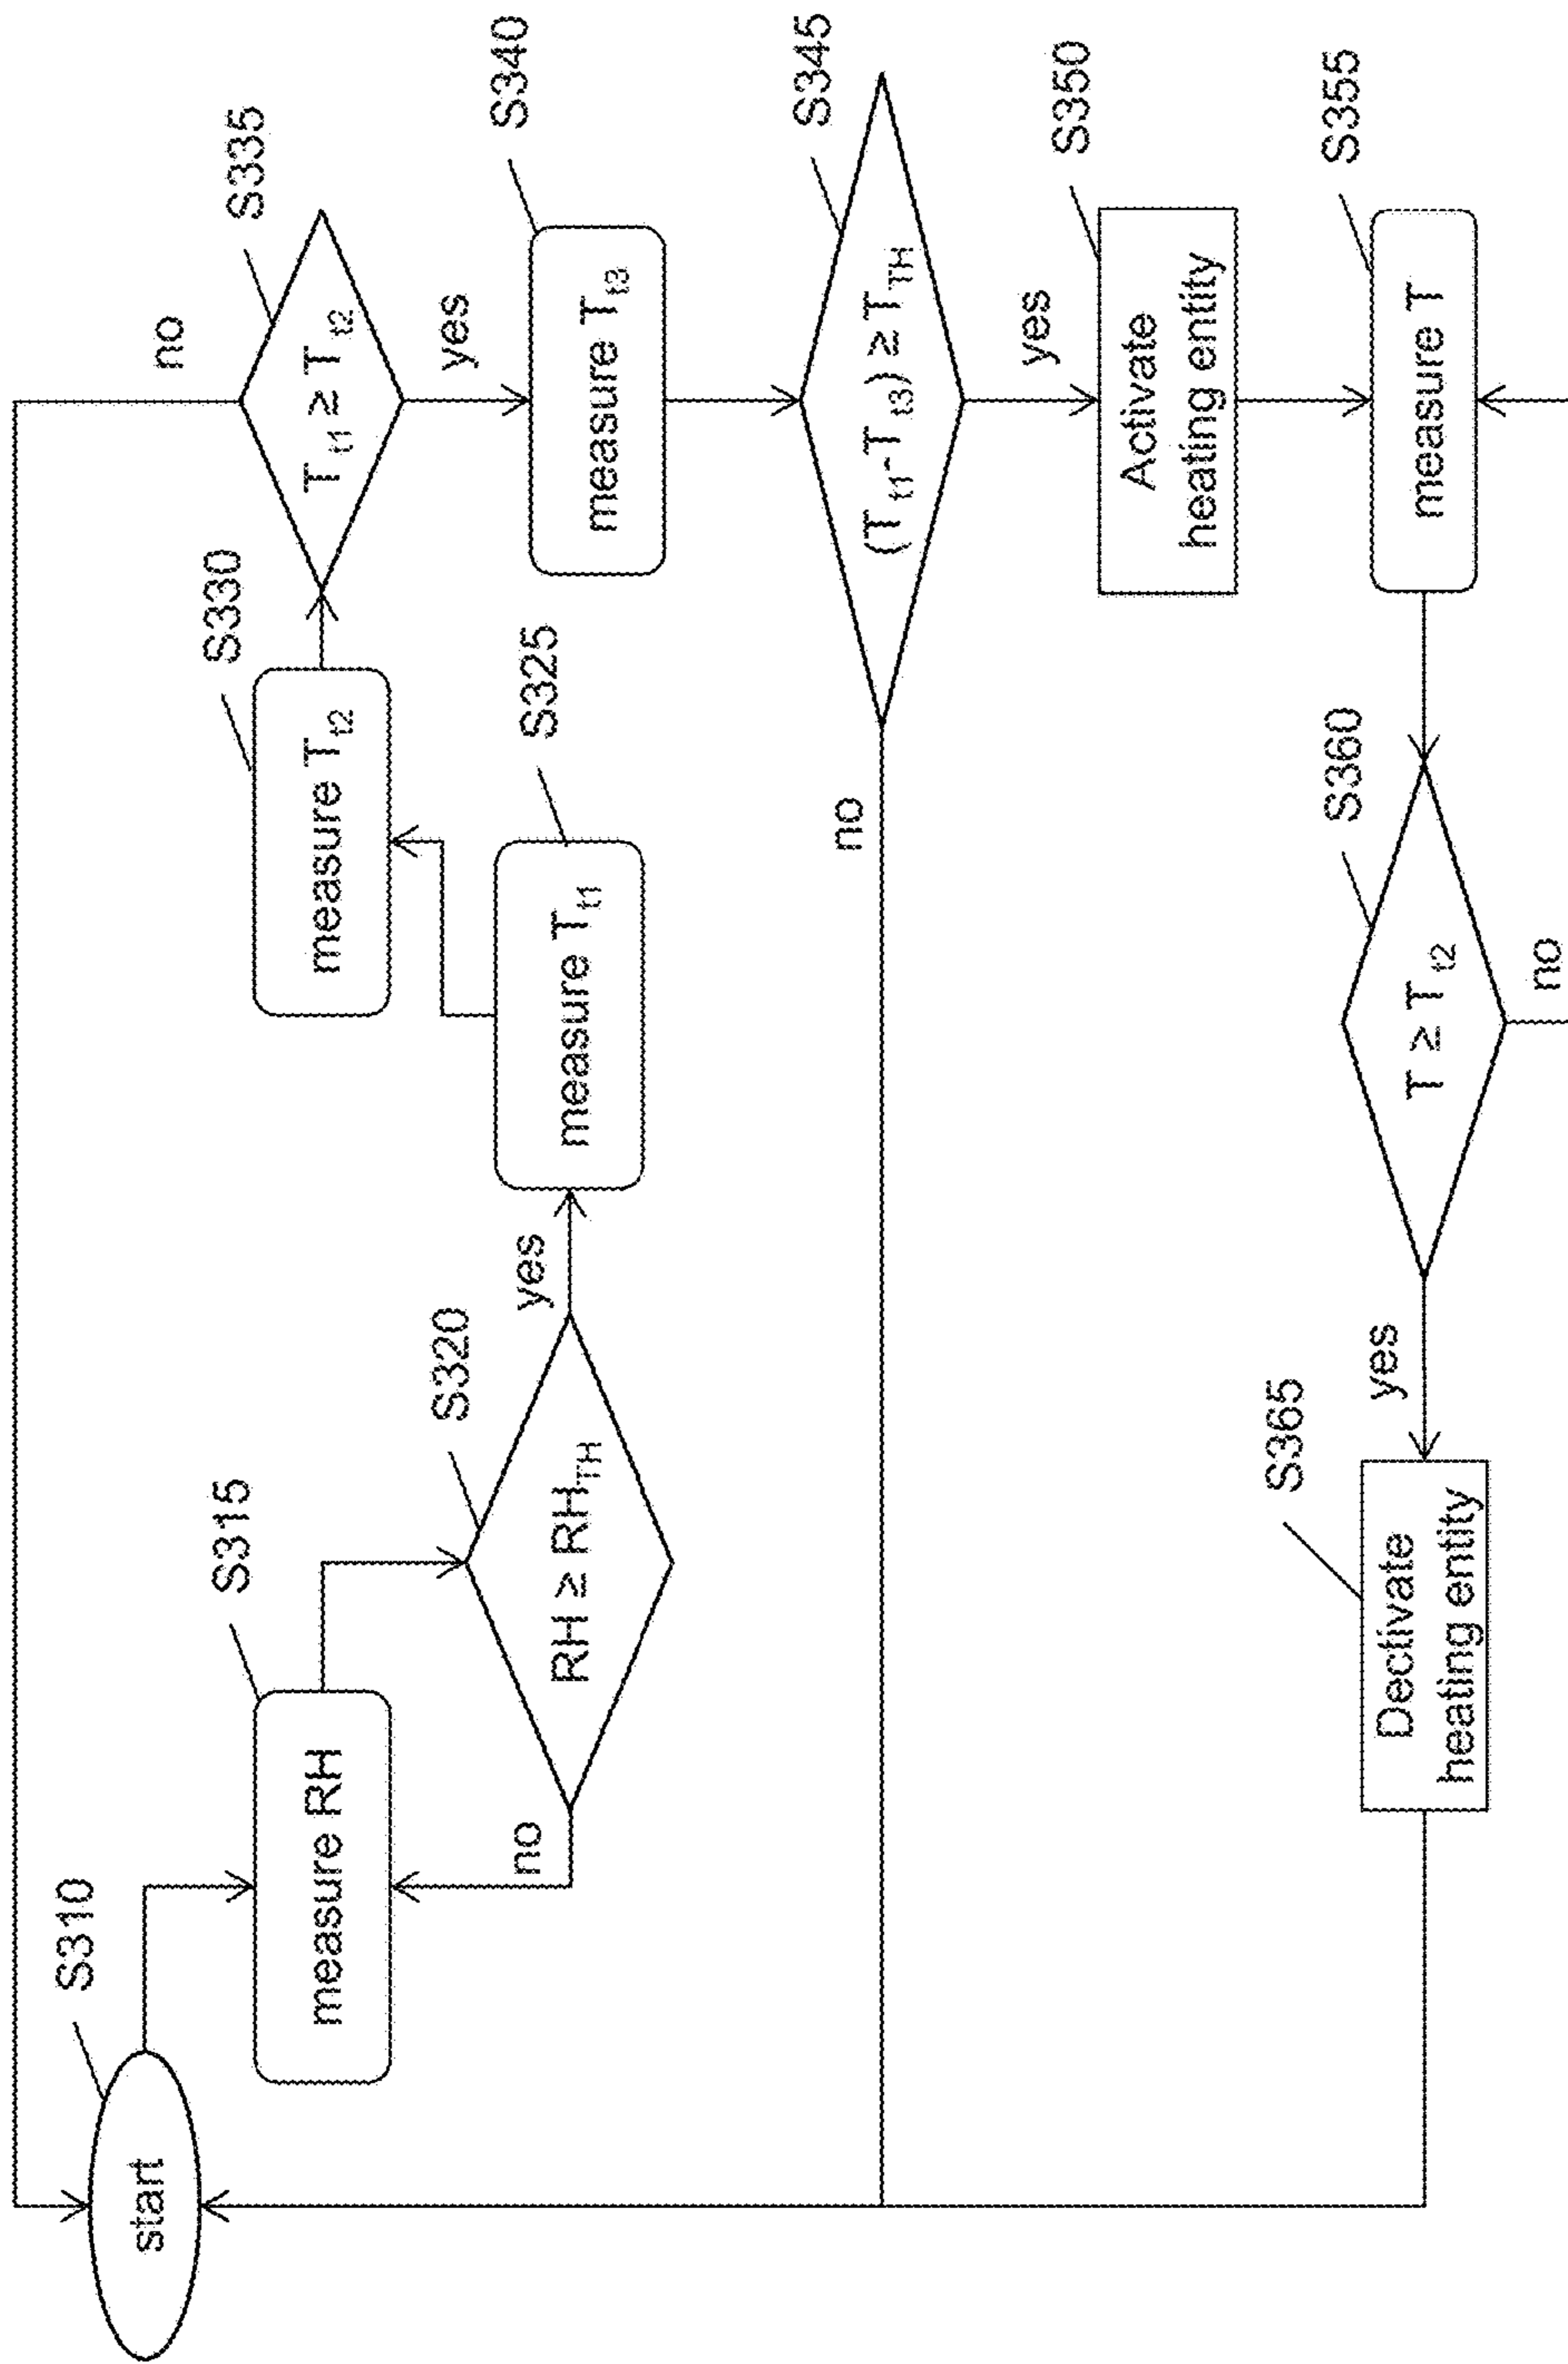 S310
start
S315
measure RH
S320
RH ≥ RH_TH
no
yes
S325
measure T_t1
S330
measure T_t2
S335
T_t1 ≥ T_t2
no
yes
S340
measure T_t3
S345
(T_t1-T_t3) ≥ T_TH
no
yes
S350
Activate
heating entity
S355
measure T
S360
T ≥ T_t2
no
yes
S365
Dectivate
heating entity